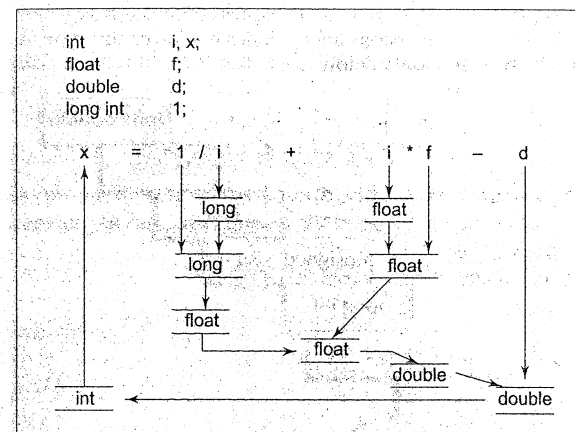 int i, x;
float f;
double d;
long int 1;
x = 1 / i + i * f – d
long float
long float
float
float
double
int double